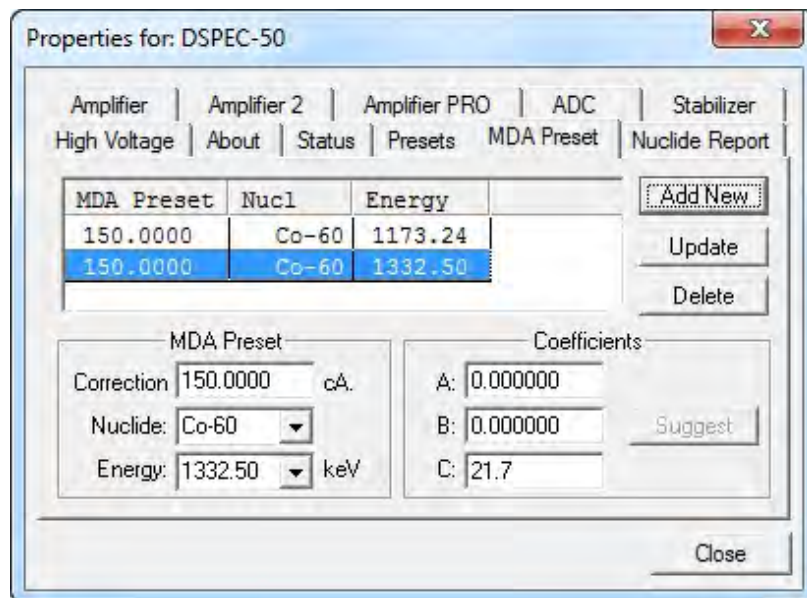 Properties for: DSPEC-50
x
Amplifier Amplifier 2 Amplifier PRO ADC Stabilizer
High Voltage About Status Presets MDA Preset Nuclide Report
MDA Preset Nucl Energy
150.0000 Co-60 1173.24
150.0000 Co-60 1332.50
Add New
Update
Delete
MDA Preset
Correction 150.0000 cA.
Nuclide: Co-60
Energy: 1332.50 keV
Coefficients
A: 0.000000
B: 0.000000
C: 21.7
Suggest
Close